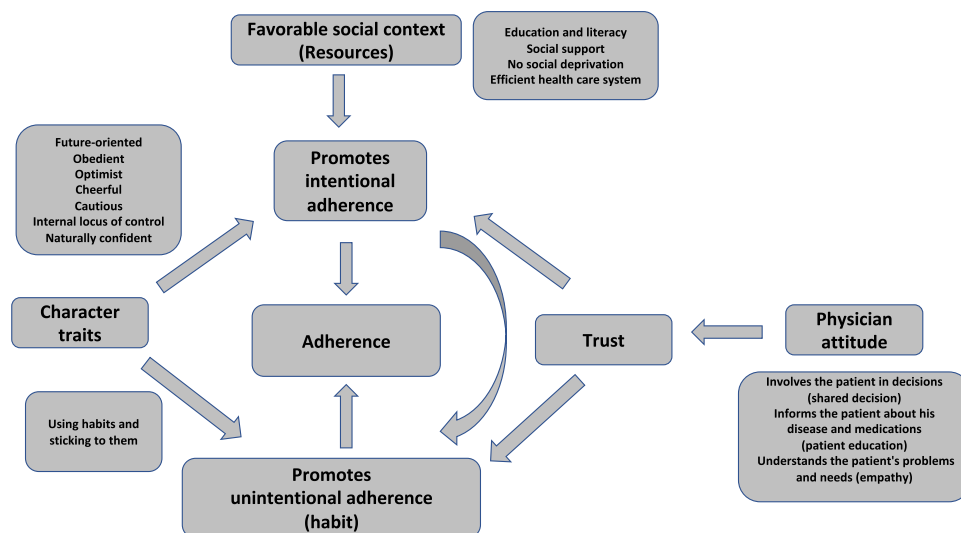 Favorable social context
(Resources)
Education and literacy
Social support
No social deprivation
Efficient health care system
Future-oriented
Obedient
Optimist
Cheerful
Cautious
Internal locus of control
Naturally confident
Promotes
intentional
adherence
Character
traits
Adherence
Trust
Physician
attitude
Using habits and
sticking to them
Involves the patient in decisions
(shared decision)
Informs the patient about his
disease and medications
(patient education)
Understands the patient's problems
and needs (empathy)
Promotes
unintentional adherence
(habit)